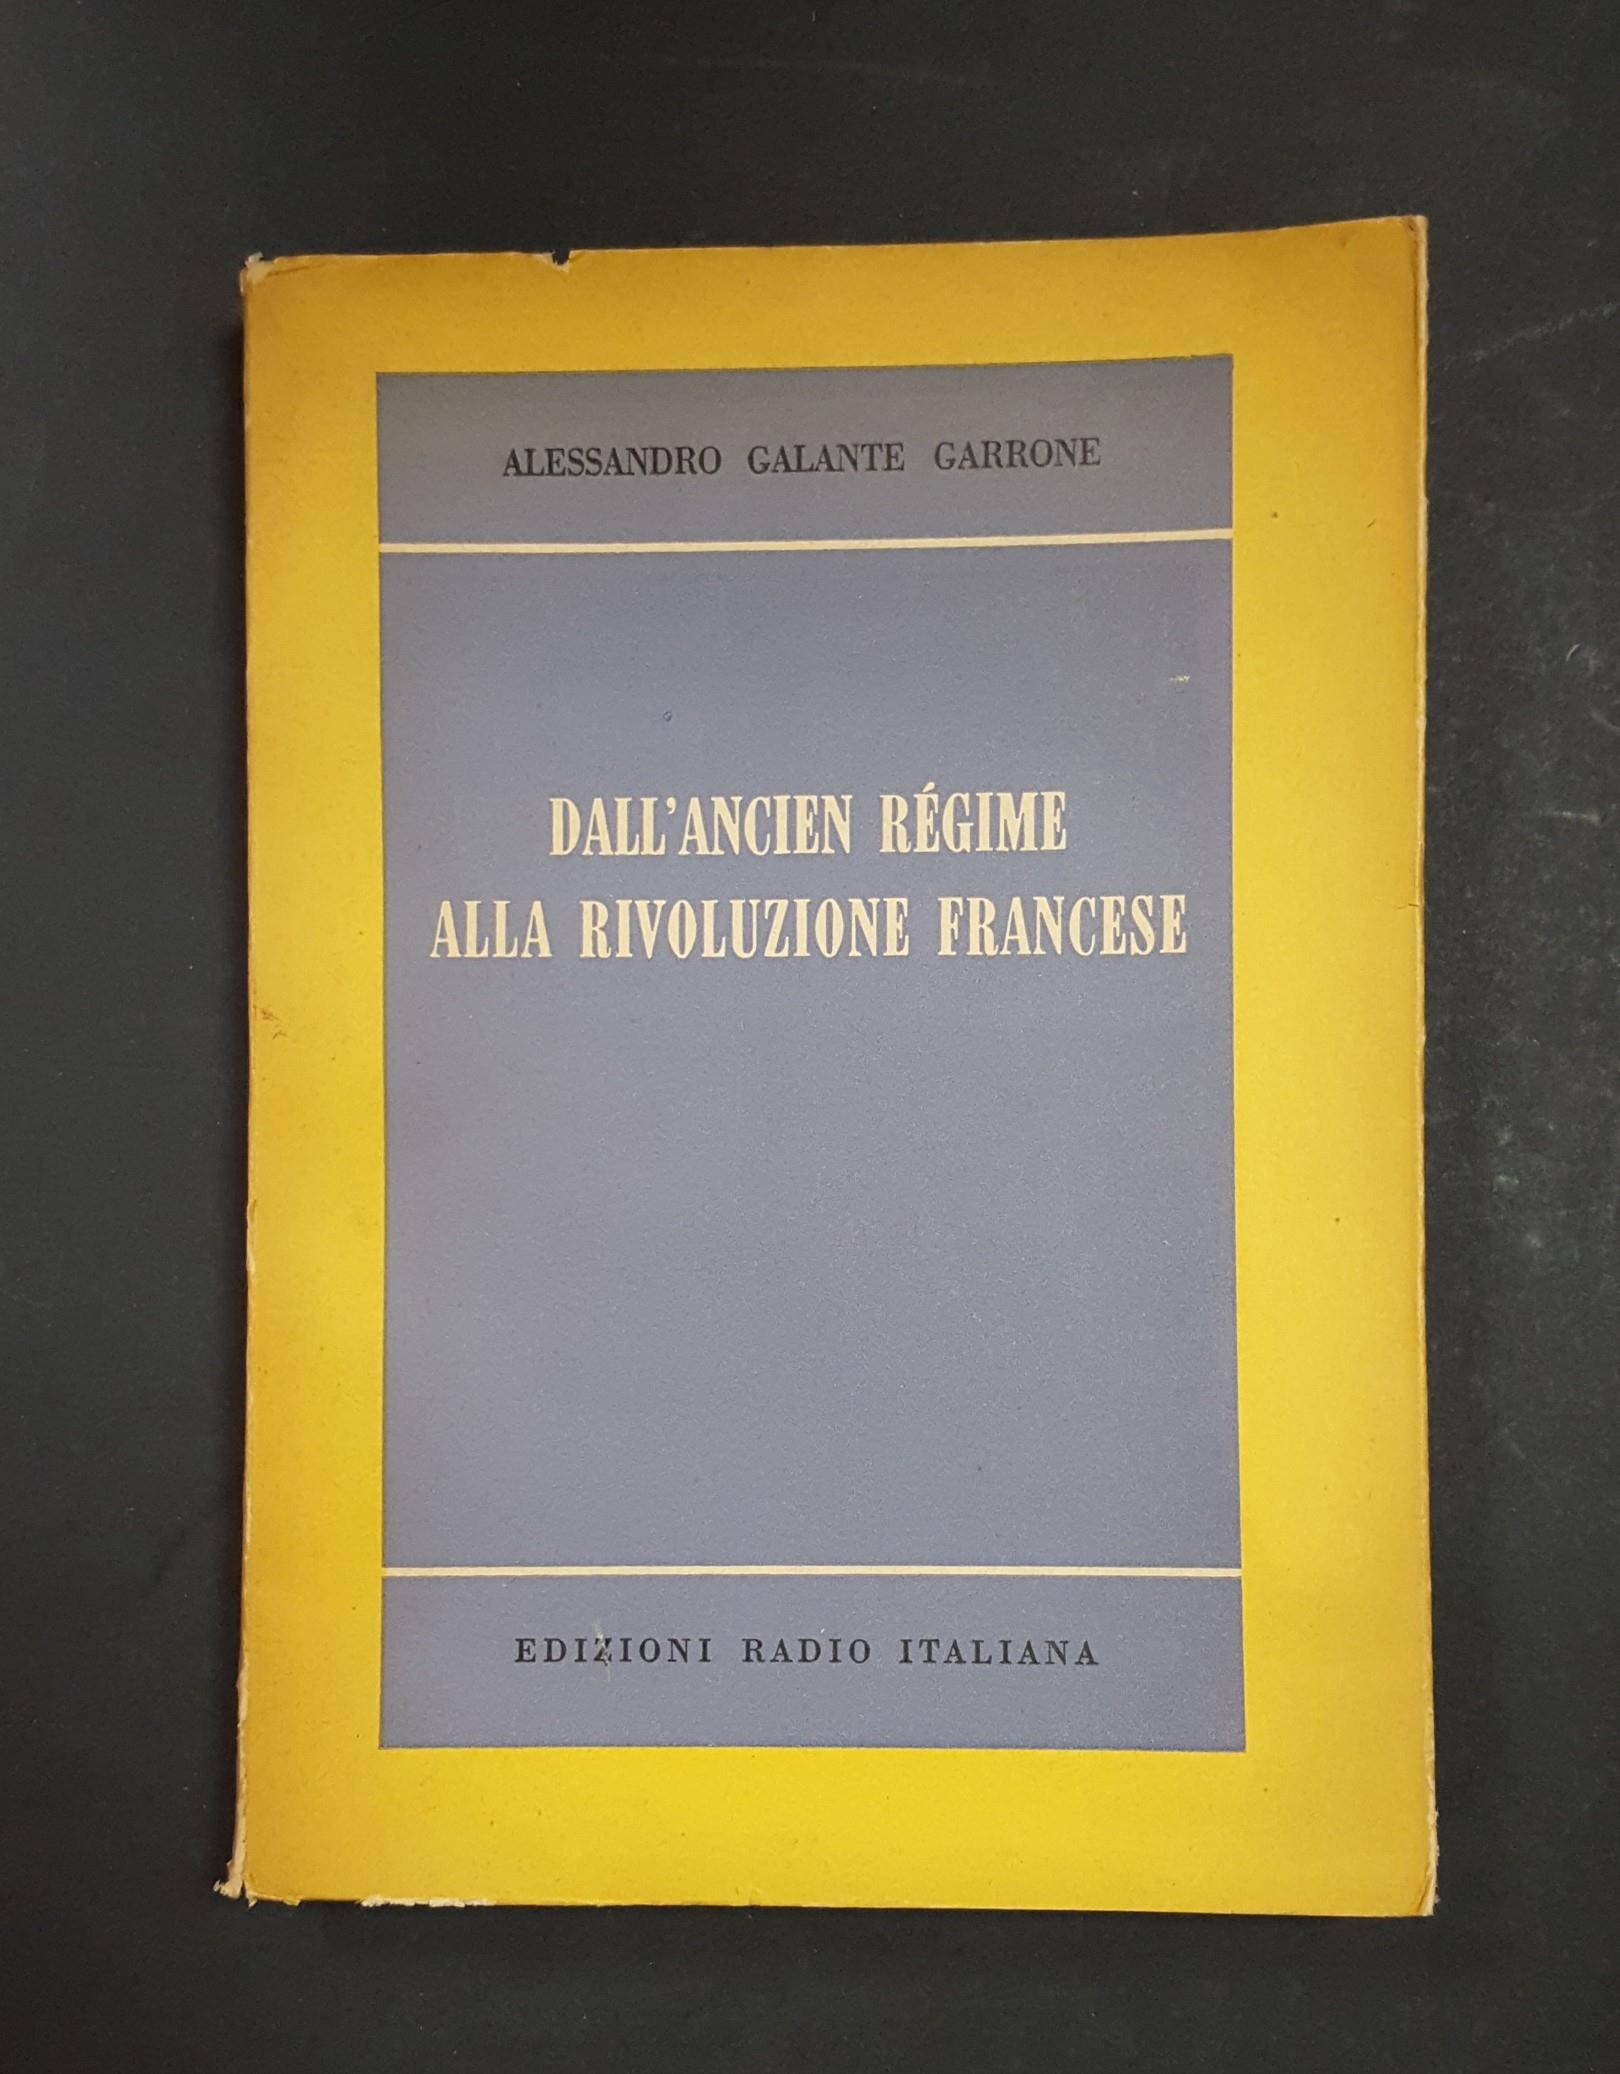 ALESSANDRO GALANTE GARRONE
DALL'ANCIEN RÉGIME
ALLA RIVOLUZIONE FRANCESE
EDIZIONI RADIO ITALIANA